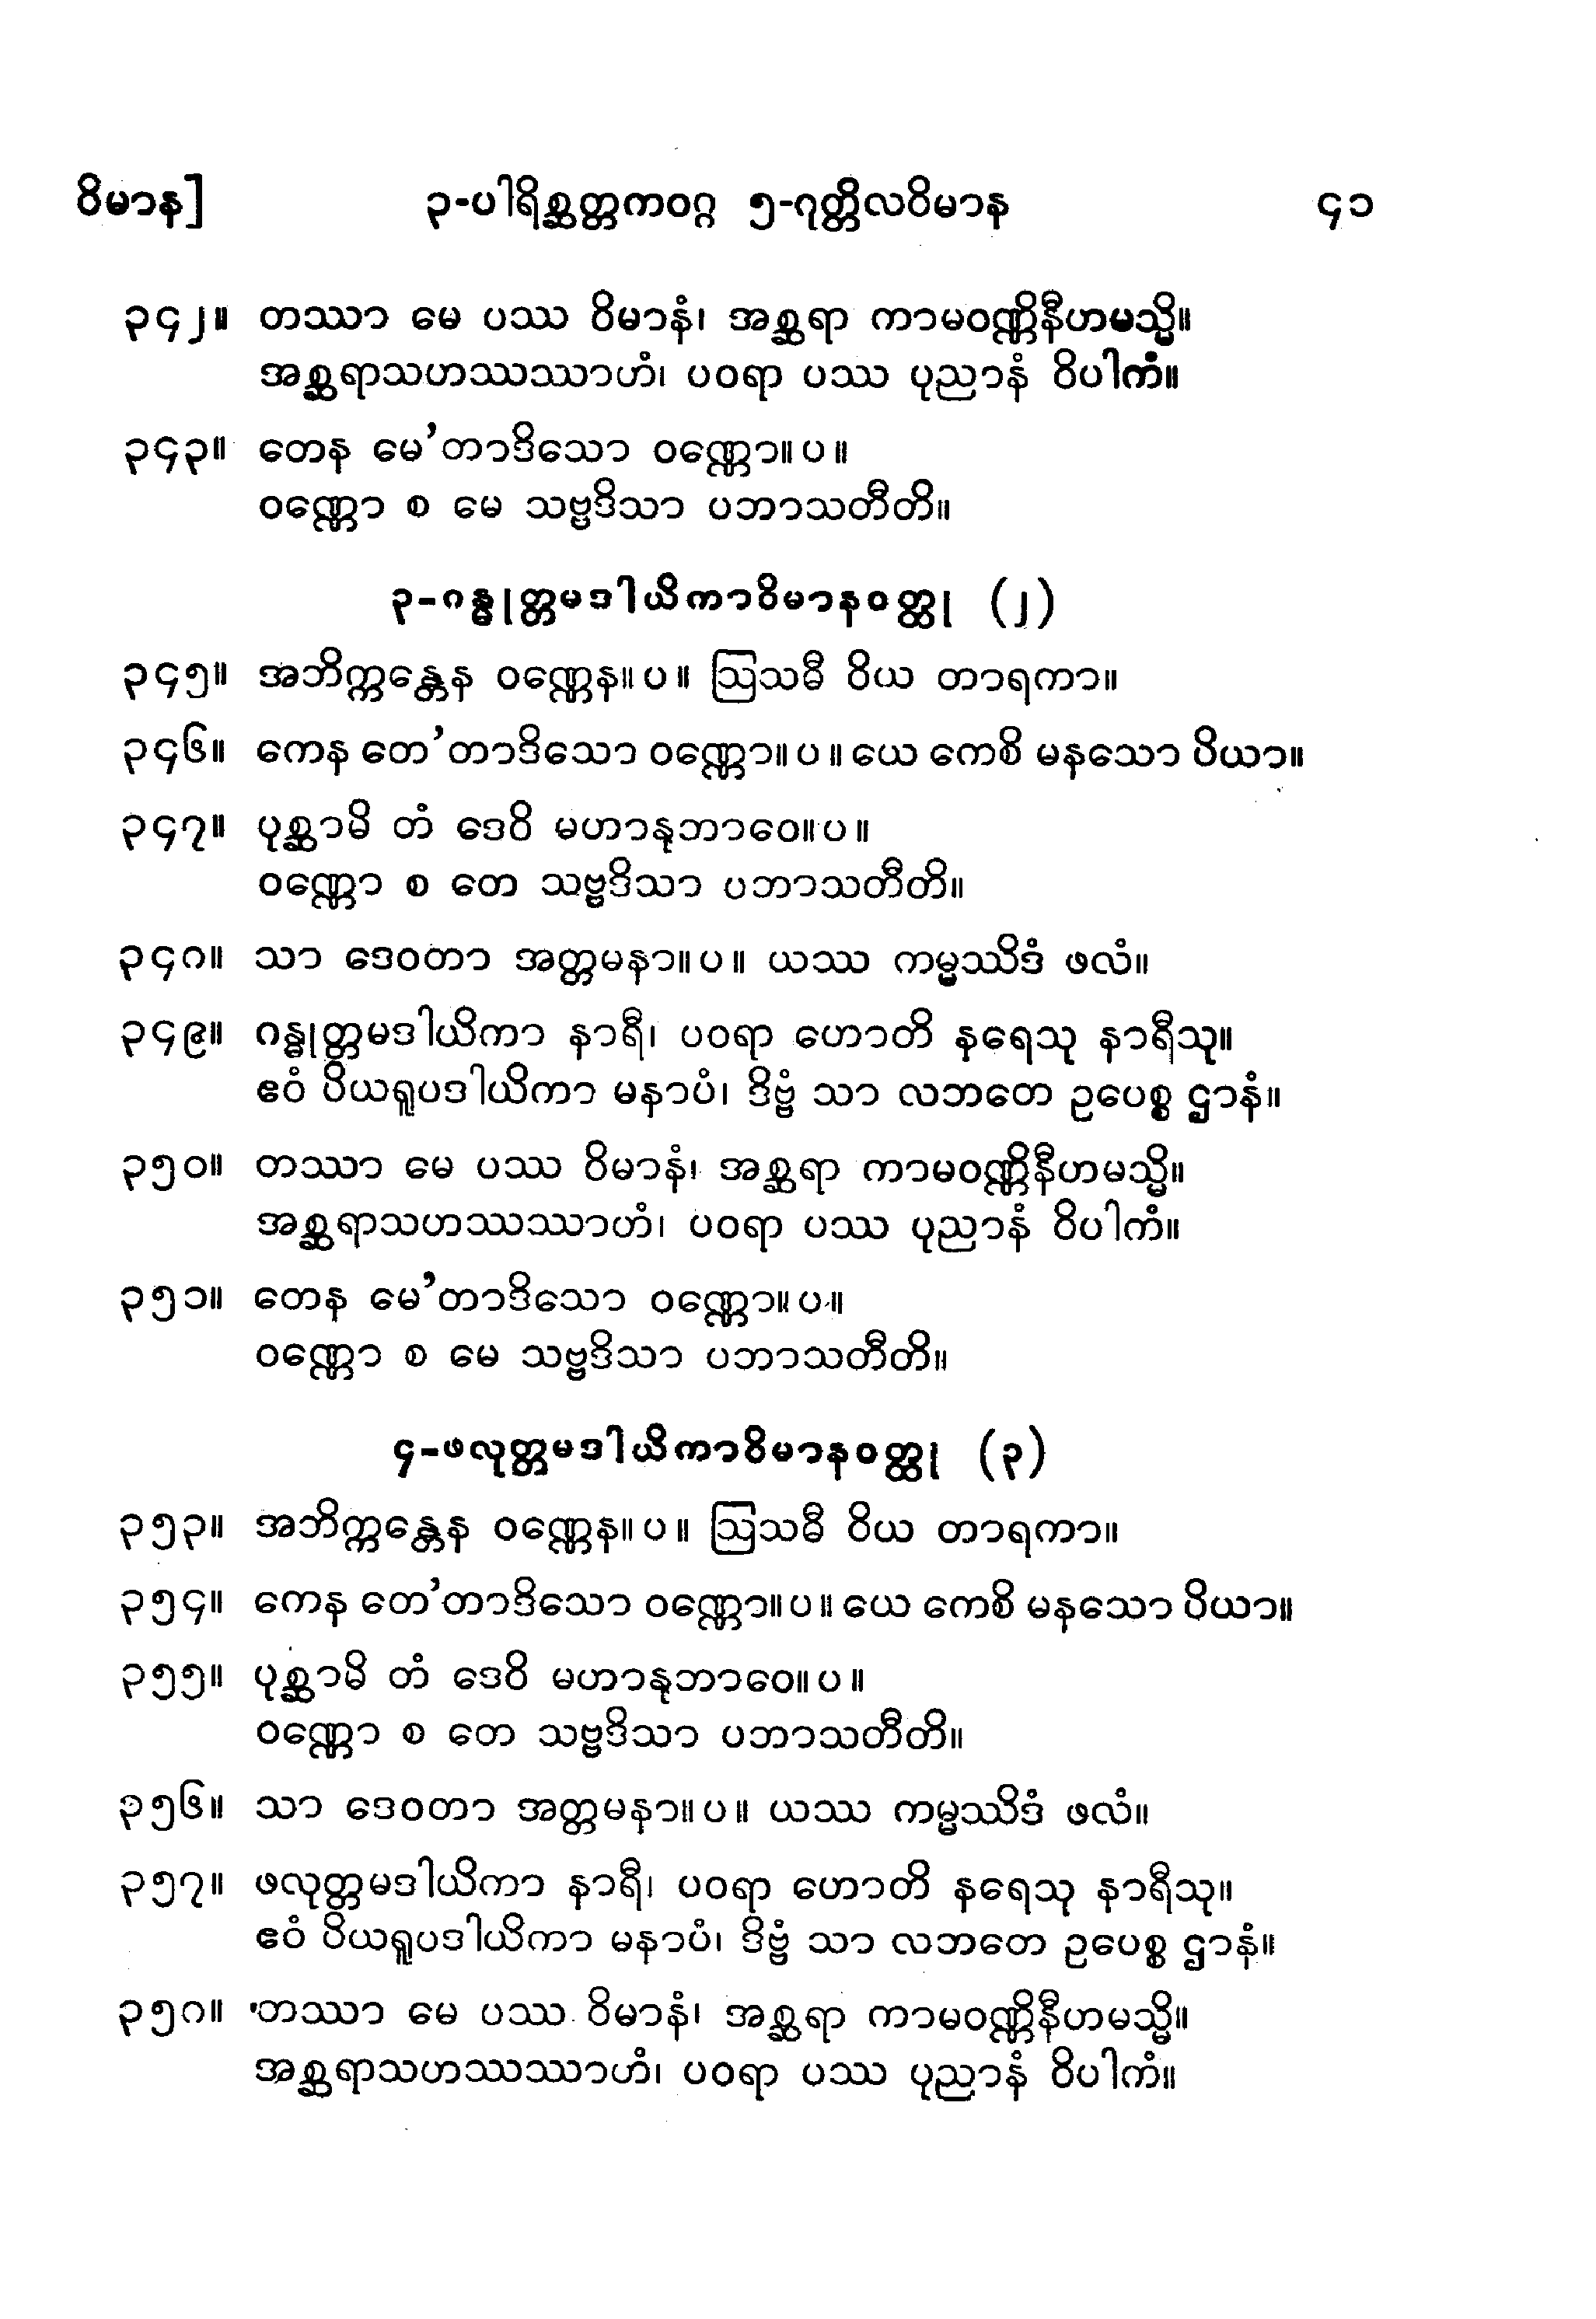 ဝိမာန]	၃-ပါရိစ္ဆတ္တကဝဂ္ဂ ၅-ဂုတ္တိလဝိမာန	၄၁
၃၄၂။ တဿာ မေ ပဿ ဝိမာနံ၊ အစ္ဆရာ ကာမဝဏ္ဏိနီဟမသ္မိ။
အစ္ဆရာသဟဿဿာဟံ၊ ပဝရာ ပဿ ပုညာနံ ဝိပါကံ။
၃၄၃။ တေန မေ’တာဒိသော ဝဏ္ဏော။ပ။
ဝဏ္ဏော စ မေ သဗ္ဗဒိသာ ပဘာသတီတိ။
၃-ဂန္ဓုတ္တမဒါယိကာဝိမာနဝတ္ထု (၂)
၃၄၅။ အဘိက္ကန္တေန ဝဏ္ဏေန။ပ။ ဩသဓီ ဝိယ တာရကာ။
၃၄၆။ ကေန တေ’တာဒိသော ဝဏ္ဏော။ပ။ ယေ ကေစိ မနသော ပိယာ။
၃၄၇။ ပုစ္ဆာမိ တံ ဒေဝိ မဟာနုဘာဝေ။ပ။
ဝဏ္ဏော စ တေ သဗ္ဗဒိသာ ပဘာသတီတိ။
၃၄၈။ သာ ဒေဝတာ အတ္တမနာ။ပ။ ယဿ ကမ္မဿိဒံ ဖလံ။
၃၄၉။ ဂန္ဓုတ္တမဒါယိကာ နာရီ၊ ပဝရာ ဟောတိ နရေသု နာရီသု။
ဧဝံ ပိယရူပဒါယိကာ မနာပံ၊ ဒိဗ္ဗံ သာ လဘတေ ဥပေစ္စ ဌာနံ။
၃၅၀။ တဿာ မေ ပဿ ဝိမာနံ၊ အစ္ဆရာ ကာမဝဏ္ဏိနီဟမသ္မိ။
အစ္ဆရာသဟဿဿာဟံ၊ ပဝရာ ပဿ ပုညာနံ ဝိပါကံ။
၃၅၁။ တေန မေ’တာဒိသော ဝဏ္ဏော။ပ။
ဝဏ္ဏော စ မေ သဗ္ဗဒိသာ ပဘာသတီတိ။
၄-ဖလုတ္တမဒါယိကာဝိမာနဝတ္ထု (၃)
၃၅၃။ အဘိက္ကန္တေန ဝဏ္ဏေန။ပ။ ဩသဓီ ဝိယ တာရကာ။
၃၅၄။ ကေန တေ’တာဒိသော ဝဏ္ဏော။ပ။ ယေ ကေစိ မနသော ပိယာ။
၃၅၅။ ပုစ္ဆာမိ တံ ဒေဝိ မဟာနုဘာဝေ။ပ။
ဝဏ္ဏော စ တေ သဗ္ဗဒိသာ ပဘာသတီတိ။
၃၅၆။ သာ ဒေဝတာ အတ္တမနာ။ပ။ ယဿ ကမ္မဿိဒံ ဖလံ။
၃၅၇။ ဖလုတ္တမဒါယိကာ နာရီ၊ ပဝရာ ဟောတိ နရေသု နာရီသု။
ဧဝံ ပိယရူပဒါယိကာ မနာပံ၊ ဒိဗ္ဗံ သာ လဘတေ ဥပေစ္စ ဌာနံ။
၃၅၈။ တဿာ မေ ပဿ ဝိမာနံ၊ အစ္ဆရာ ကာမဝဏ္ဏိနီဟမသ္မိ။
အစ္ဆရာသဟဿဿာဟံ၊ ပဝရာ ပဿ ပုညာနံ ဝိပါကံ။